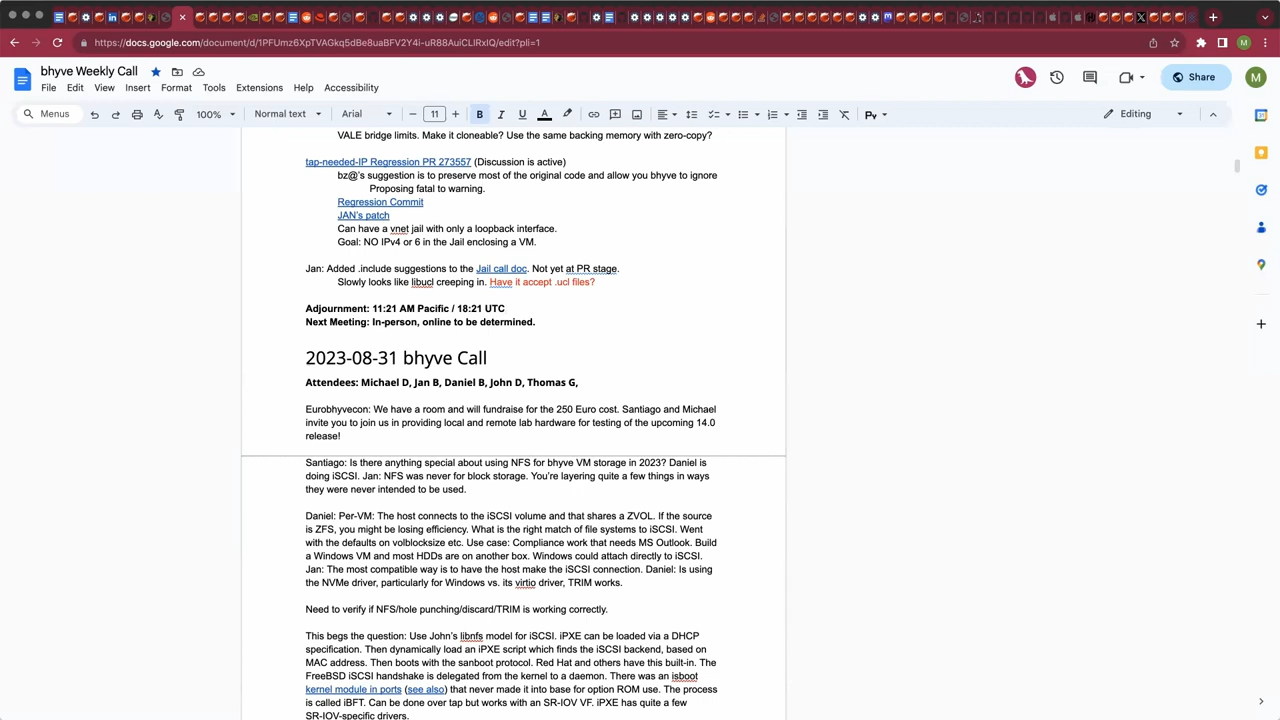 https://docs.google.com/document/d/1PFUmz6XpTVAGkq5dBe8uaBFV2Y4i-uR88AuiCLIRxIQ/edit?pli=1
M
bhyve Weekly Call
File Edit View Insert Format Tools Extensions Help Accessibility
Share
M
Menus
100%
Normal text
Arial
11
B I U A
Editing
VALE bridge limits. Make it cloneable? Use the same backing memory with zero-copy?
tap-needed-IP Regression PR 273557 (Discussion is active)
bz@'s suggestion is to preserve most of the original code and allow you bhyve to ignore
Proposing fatal to warning.
Regression Commit
JAN's patch
Can have a vnet jail with only a loopback interface.
Goal: NO IPv4 or 6 in the Jail enclosing a VM.
Jan: Added .include suggestions to the Jail call doc. Not yet at PR stage.
Slowly looks like libucl creeping in. Have it accept .ucl files?
Adjournment: 11:21 AM Pacific / 18:21 UTC
Next Meeting: In-person, online to be determined.
2023-08-31 bhyve Call
Attendees: Michael D, Jan B, Daniel B, John D, Thomas G,
Eurobhyvecon: We have a room and will fundraise for the 250 Euro cost. Santiago and Michael
invite you to join us in providing local and remote lab hardware for testing of the upcoming 14.0
release!
Santiago: Is there anything special about using NFS for bhyve VM storage in 2023? Daniel is
doing iSCSI. Jan: NFS was never for block storage. You're layering quite a few things in ways
they were never intended to be used.
Daniel: Per-VM: The host connects to the iSCSI volume and that shares a ZVOL. If the source
is ZFS, you might be losing efficiency. What is the right match of file systems to iSCSI. Went
with the defaults on volblocksize etc. Use case: Compliance work that needs MS Outlook. Build
a Windows VM and most HDDs are on another box. Windows could attach directly to iSCSI.
Jan: The most compatible way is to have the host make the iSCSI connection. Daniel: Is using
the NVMe driver, particularly for Windows vs. its virtio driver, TRIM works.
Need to verify if NFS/hole punching/discard/TRIM is working correctly.
This begs the question: Use John's libnfs model for iSCSI. iPXE can be loaded via a DHCP
specification. Then dynamically load an iPXE script which finds the iSCSI backend, based on
MAC address. Then boots with the sanboot protocol. Red Hat and others have this built-in. The
FreeBSD iSCSI handshake is delegated from the kernel to a daemon. There was an isboot
kernel module in ports (see also) that never made it into base for option ROM use. The process
is called iBFT. Can be done over tap but works with an SR-IOV VF. iPXE has quite a few
SR-IOV-specific drivers.